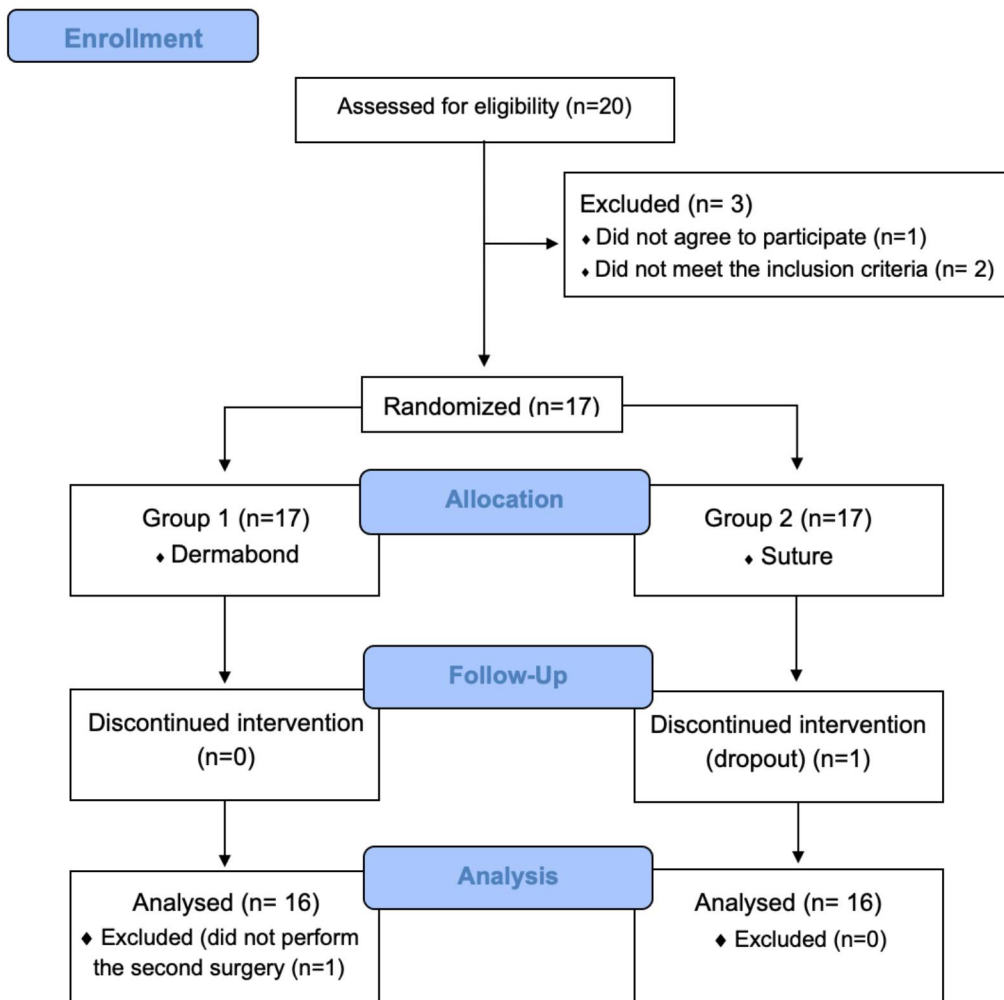 Enrollment
Assessed for eligibility (n=20)
Excluded (n= 3)
♦ Did not agree to participate (n=1)
♦ Did not meet the inclusion criteria (n= 2)
Randomized (n=17)
Allocation
Group 1 (n=17)
♦ Dermabond
Group 2 (n=17)
♦ Suture
Follow-Up
Discontinued intervention
(n=0)
Discontinued intervention
(dropout) (n=1)
Analysis
Analysed (n= 16)
♦ Excluded (did not perform
the second surgery (n=1)
Analysed (n= 16)
♦ Excluded (n=0)